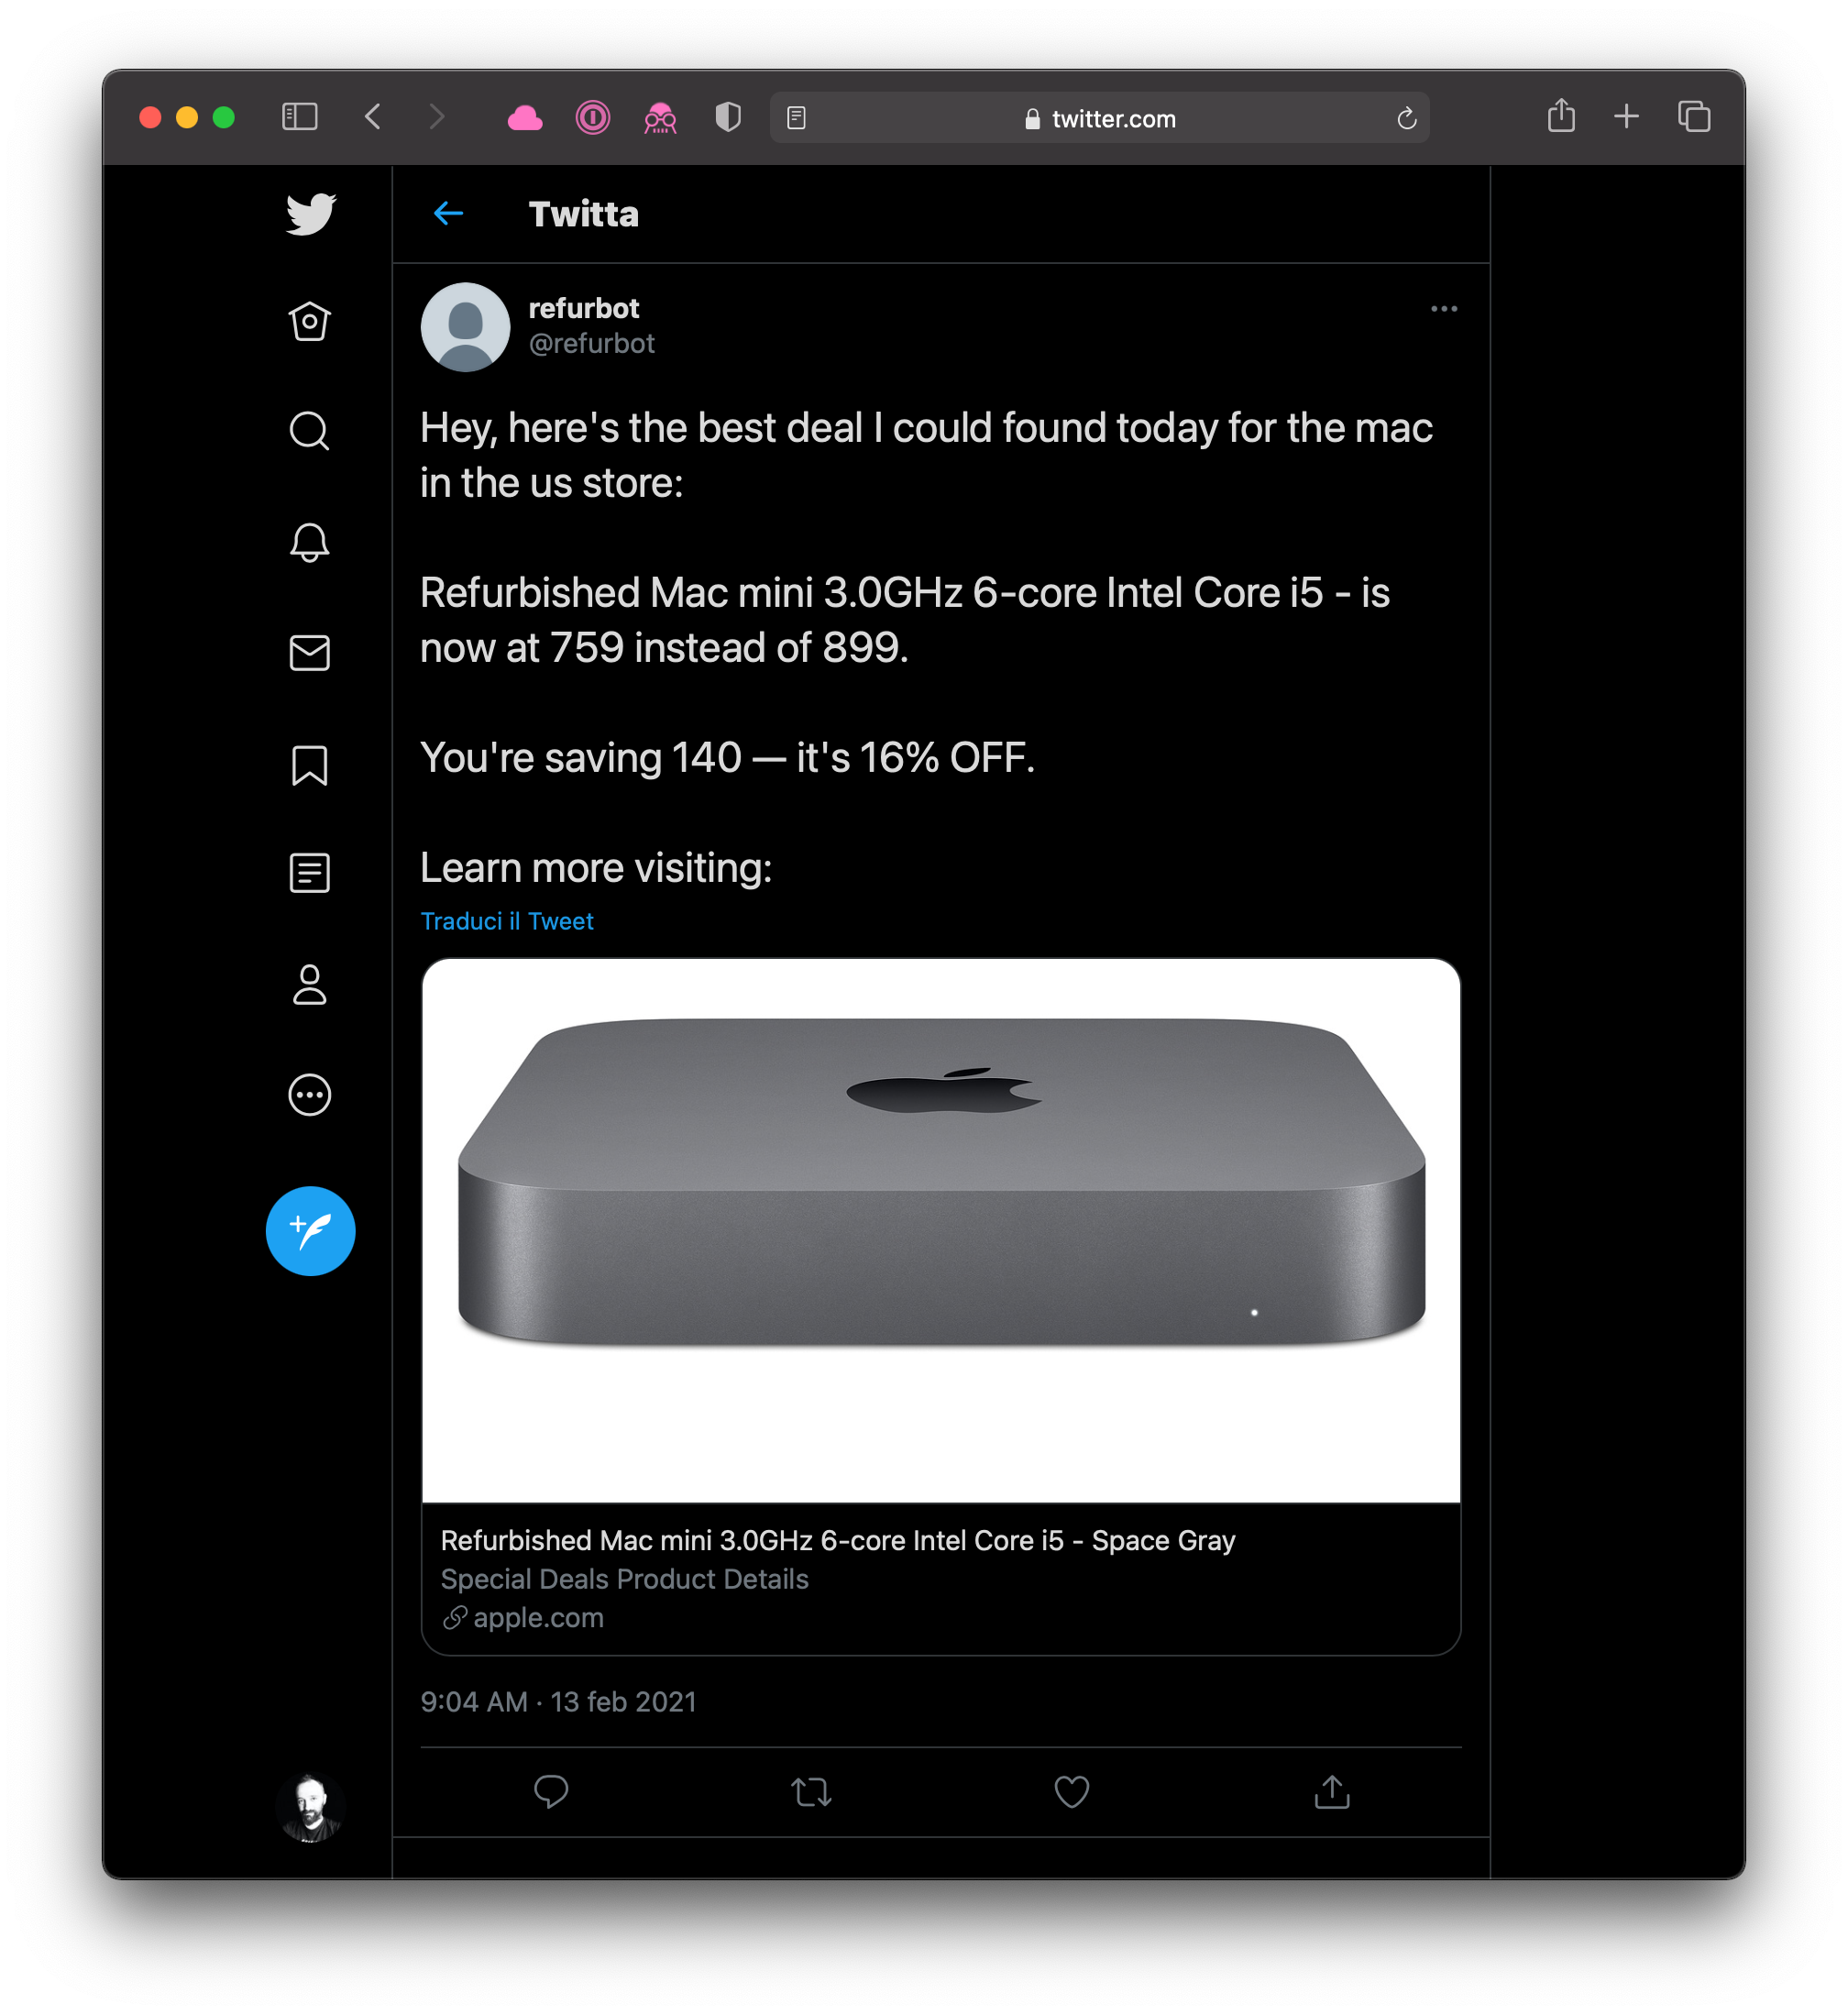 twitter.com
Twitta
refurbot
@refurbot
Hey, here's the best deal I could found today for the mac
in the us store:
Refurbished Mac mini 3.0GHz 6-core Intel Core i5 - is
now at 759 instead of 899.
You're saving 140 — it's 16% OFF.
Learn more visiting:
Traduci il Tweet
Refurbished Mac mini 3.0GHz 6-core Intel Core i5 - Space Gray
Special Deals Product Details
apple.com
9:04 AM · 13 feb 2021